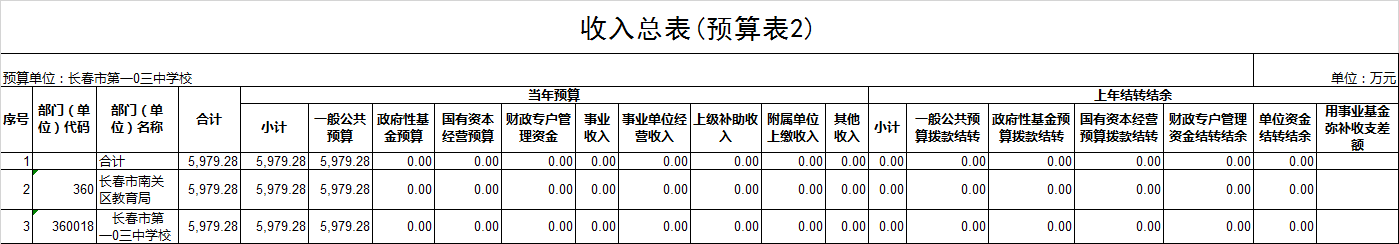 收入总表(预算表2)
预算单位：长春市第一0三中学校 单位：万元
序号 部门（单位）代码 部门（单位）名称 合计 当年预算 上年结转结余
小计 一般公共预算 政府性基金预算 国有资本经营预算 财政专户管理资金 事业收入 事业单位经营收入 上级补助收入 附属单位上缴收入 其他收入 小计 一般公共预算拨款结转 政府性基金预算拨款结转 国有资本经营预算拨款结转 财政专户管理资金结转结余 单位资金结转结余 用事业基金弥补收支差额
1 合计 5,979.28 5,979.28 5,979.28 0.00 0.00 0.00 0.00 0.00 0.00 0.00 0.00 0.00 0.00 0.00 0.00 0.00 0.00
2 360 长春市南关区教育局 5,979.28 5,979.28 5,979.28 0.00 0.00 0.00 0.00 0.00 0.00 0.00 0.00 0.00 0.00 0.00 0.00 0.00 0.00
3 360018 长春市第一0三中学校 5,979.28 5,979.28 5,979.28 0.00 0.00 0.00 0.00 0.00 0.00 0.00 0.00 0.00 0.00 0.00 0.00 0.00 0.00